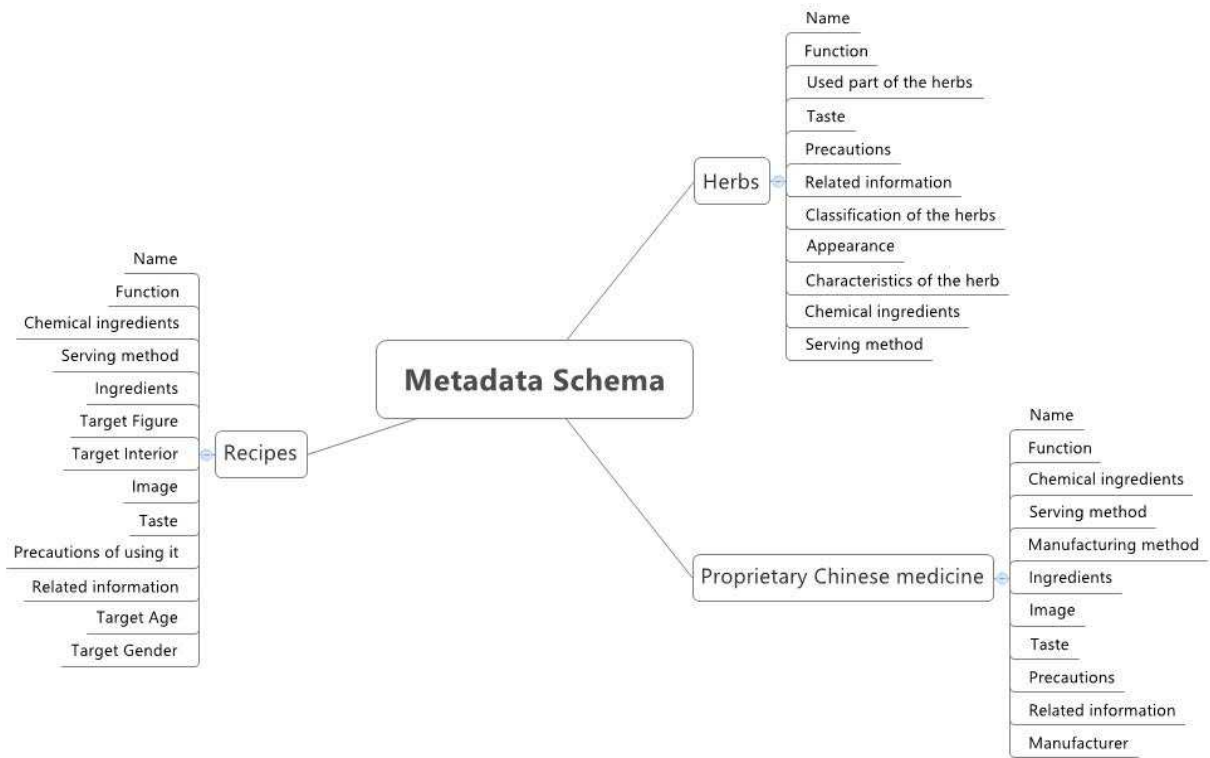 Metadata Schema
Herbs
Name
Function
Used part of the herbs
Taste
Precautions
Related information
Classification of the herbs
Appearance
Characteristics of the herb
Chemical ingredients
Serving method
Recipes
Name
Function
Chemical ingredients
Serving method
Ingredients
Target Figure
Target Interior
Image
Taste
Precautions of using it
Related information
Target Age
Target Gender
Proprietary Chinese medicine
Name
Function
Chemical ingredients
Serving method
Manufacturing method
Ingredients
Image
Taste
Precautions
Related information
Manufacturer